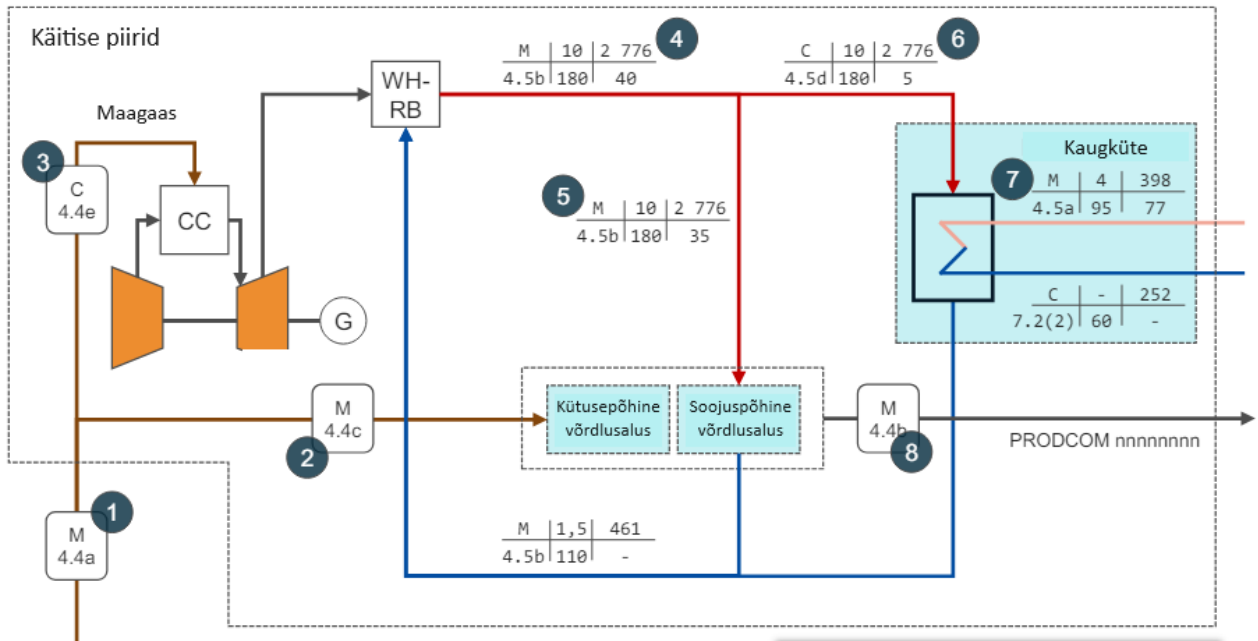 Käitise piirid
M 10 2 776
4.5b 180 40
4
C 10 2 776
4.5d 180 5
6
WH-
RB
Maagaas
3
C
4.4e
CC
G
5
M 10 2 776
4.5b 180 35
Kaugküte
7
M 4 398
4.5a 95 77
C - 252
7.2(2) 60 -
M
4.4c
2
Kütusepõhine
võrdlusalus
Soojuspõhine
võrdlusalus
M
4.4b
8
PRODCOM nnnnnnnnn
1
M
4.4a
M 1,5 461
4.5b 110 -